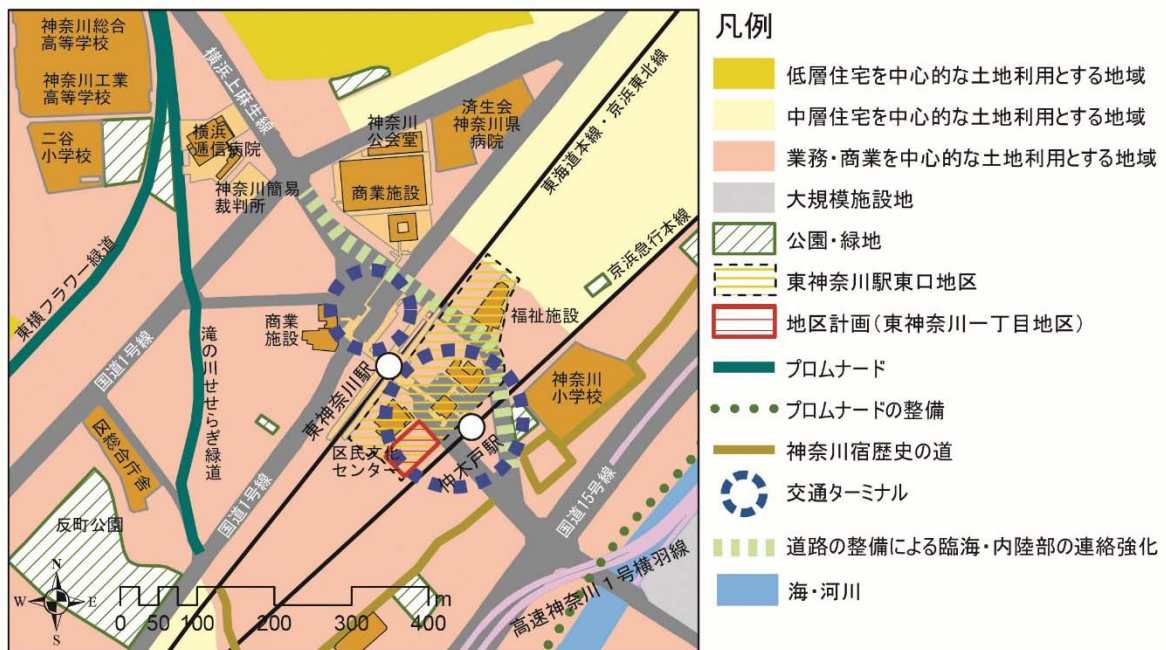 神奈川総合
高等学校
神奈川工業
高等学校
二谷
小学校
横浜上麻生線
横浜
逓信病院
神奈川簡易
裁判所
神奈川
公会堂
済生会
神奈川県
病院
商業施設
東海道本線・京浜東北線
京浜急行本線
東横フラワー緑道
滝の川せせらぎ緑道
国道1号線
商業
施設
東神奈川駅
福祉施設
神奈川
小学校
区民文化
センター
仲木戸駅
国道15号線
国道1号線
区総合庁舎
反町公園
高速神奈川1号横羽線
N
W
E
S
m
0 50 100 200 300 400
凡例
低層住宅を中心的な土地利用とする地域
中層住宅を中心的な土地利用とする地域
業務・商業を中心的な土地利用とする地域
大規模施設地
公園・緑地
東神奈川駅東口地区
地区計画(東神奈川一丁目地区)
プロムナード
プロムナードの整備
神奈川宿歴史の道
交通ターミナル
道路の整備による臨海・内陸部の連絡強化
海・河川